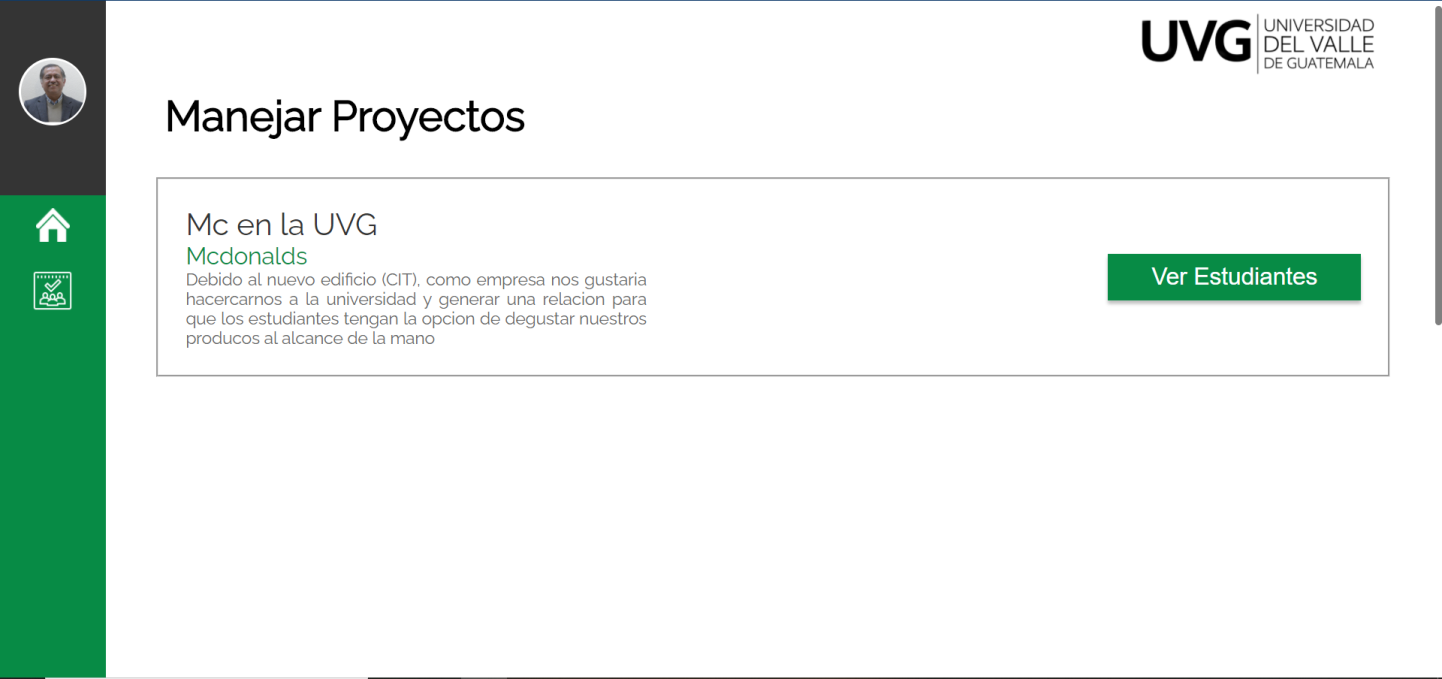 UVG
UNIVERSIDAD
DEL VALLE
DE GUATEMALA
Manejar Proyectos
Mc en la UVG
Mcdonalds
Debido al nuevo edificio (CIT), como empresa nos gustaria
hacercarnos a la universidad y generar una relacion para
que los estudiantes tengan la opcion de degustar nuestros
producos al alcance de la mano
Ver Estudiantes